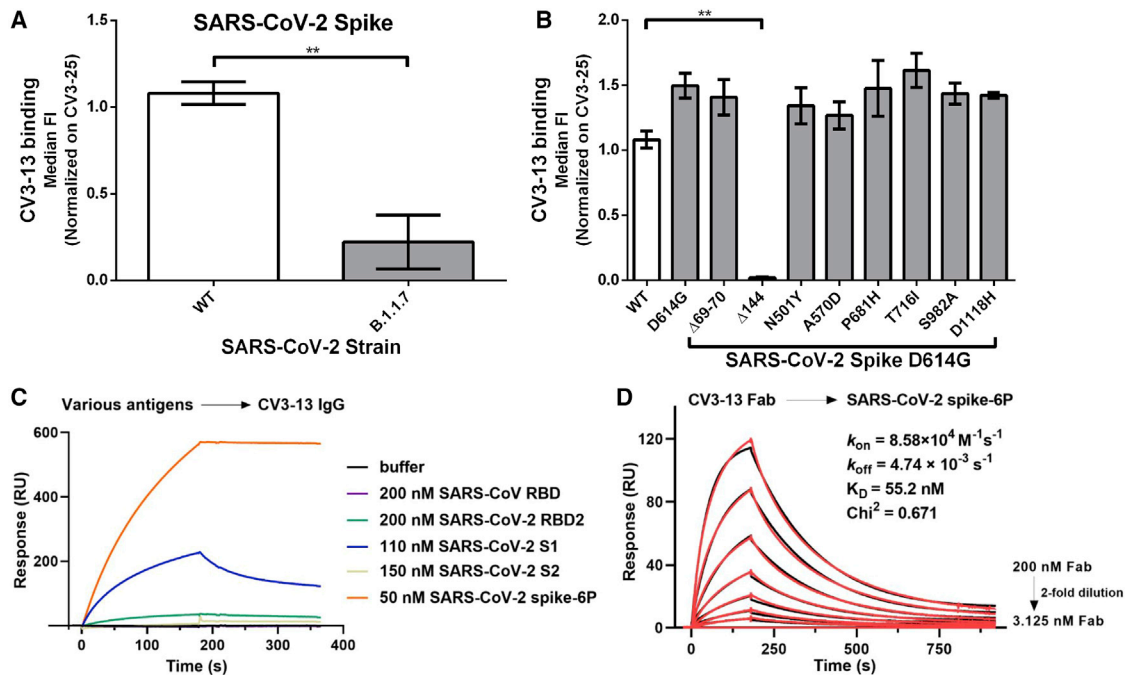 A
SARS-CoV-2 Spike
**
CV3-13 binding
Median FI
(Normalized on CV3-25)
1.5
1.0
0.5
0.0
WT
B.1.1.7
SARS-CoV-2 Strain
B
**
CV3-13 binding
Median FI
(Normalized on CV3-25)
2.0
1.5
1.0
0.5
0.0
WT
D614G
Δ69-70
Δ144
N501Y
A570D
P681H
T716I
S982A
D1118H
SARS-CoV-2 Spike D614G
C
Various antigens → CV3-13 IgG
Response (RU)
600
400
200
0 100 200 300 400
Time (s)
buffer
200 nM SARS-CoV RBD
200 nM SARS-CoV-2 RBD2
110 nM SARS-CoV-2 S1
150 nM SARS-CoV-2 S2
50 nM SARS-CoV-2 spike-6P
D
CV3-13 Fab → SARS-CoV-2 spike-6P
kon = 8.58×10⁴ M⁻¹s⁻¹
koff = 4.74 × 10⁻³ s⁻¹
KD = 55.2 nM
Chi² = 0.671
Response (RU)
120
80
40
0
0 250 500 750
Time (s)
200 nM Fab
2-fold dilution
3.125 nM Fab